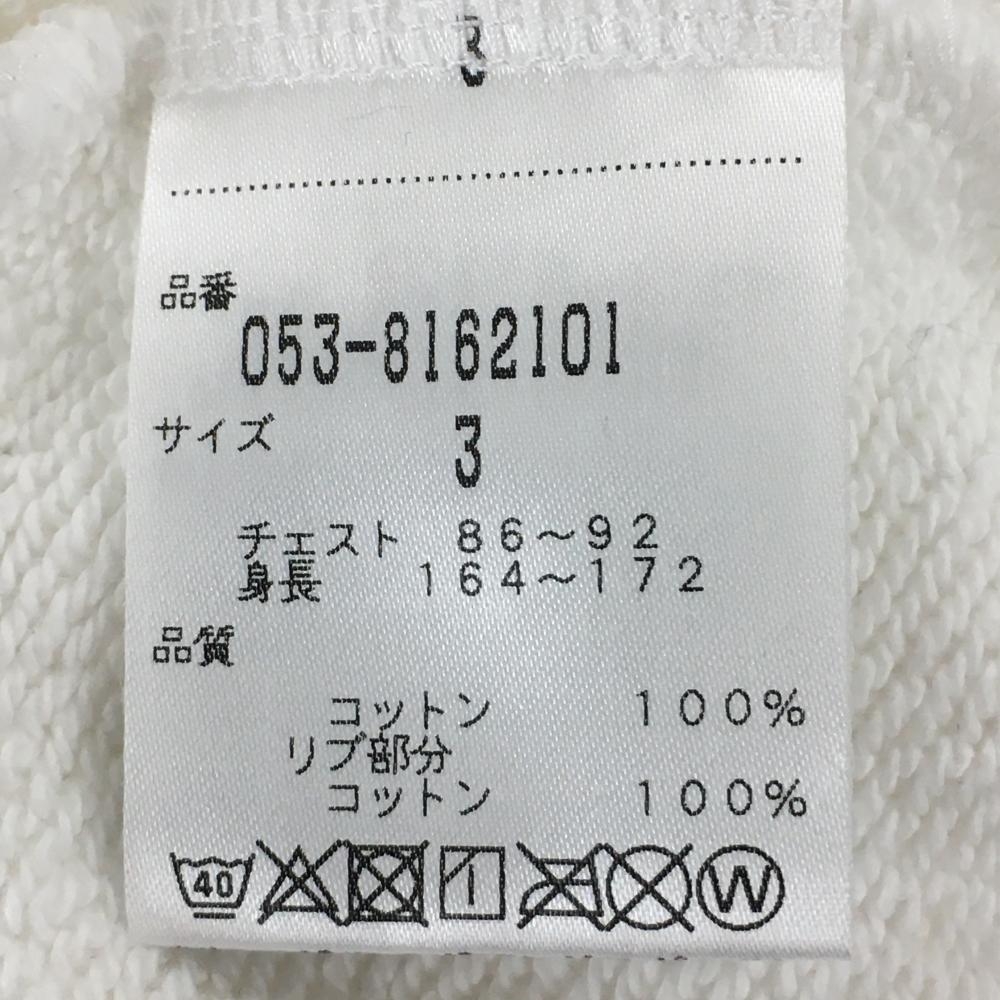 3
品番
053-8162101
サイズ 3
チェスト 86～92
身長 164～172
品質
コットン 100%
リブ部分
コットン 100%
40 W